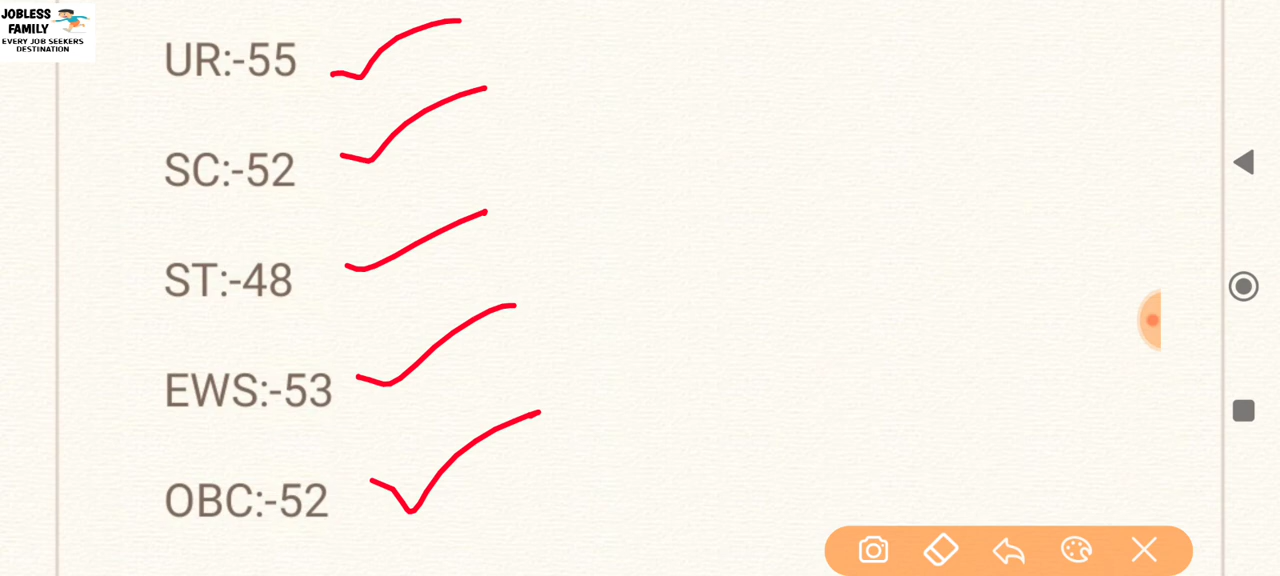 JOBLESS
FAMILY
EVERY JOB SEEKERS
DESTINATION
UR:-55
SC:-52
ST:-48
EWS:-53
OBC:-52